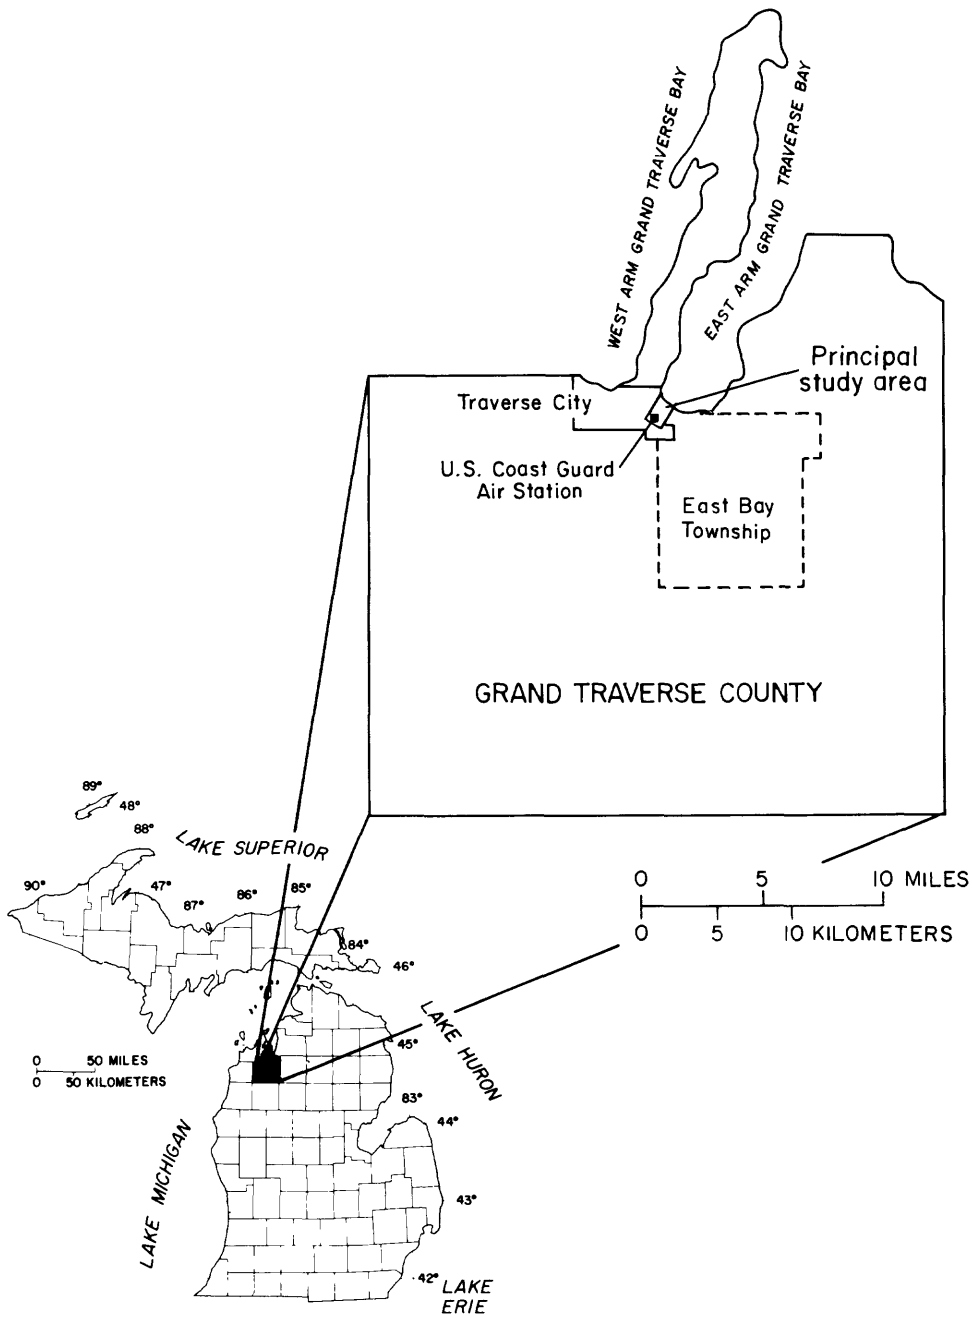 WEST ARM GRAND TRAVERSE BAY
EAST ARM GRAND TRAVERSE BAY
Principal
study area
Traverse City
U.S. Coast Guard
Air Station
East Bay
Township
GRAND TRAVERSE COUNTY
89°
48°
88°
LAKE SUPERIOR
90°
47°
87°
86°
85°
84°
46°
0 5 10 MILES
0 5 10 KILOMETERS
LAKE HURON
45°
0 50 MILES
0 50 KILOMETERS
83°
44°
LAKE MICHIGAN
43°
42°
LAKE
ERIE